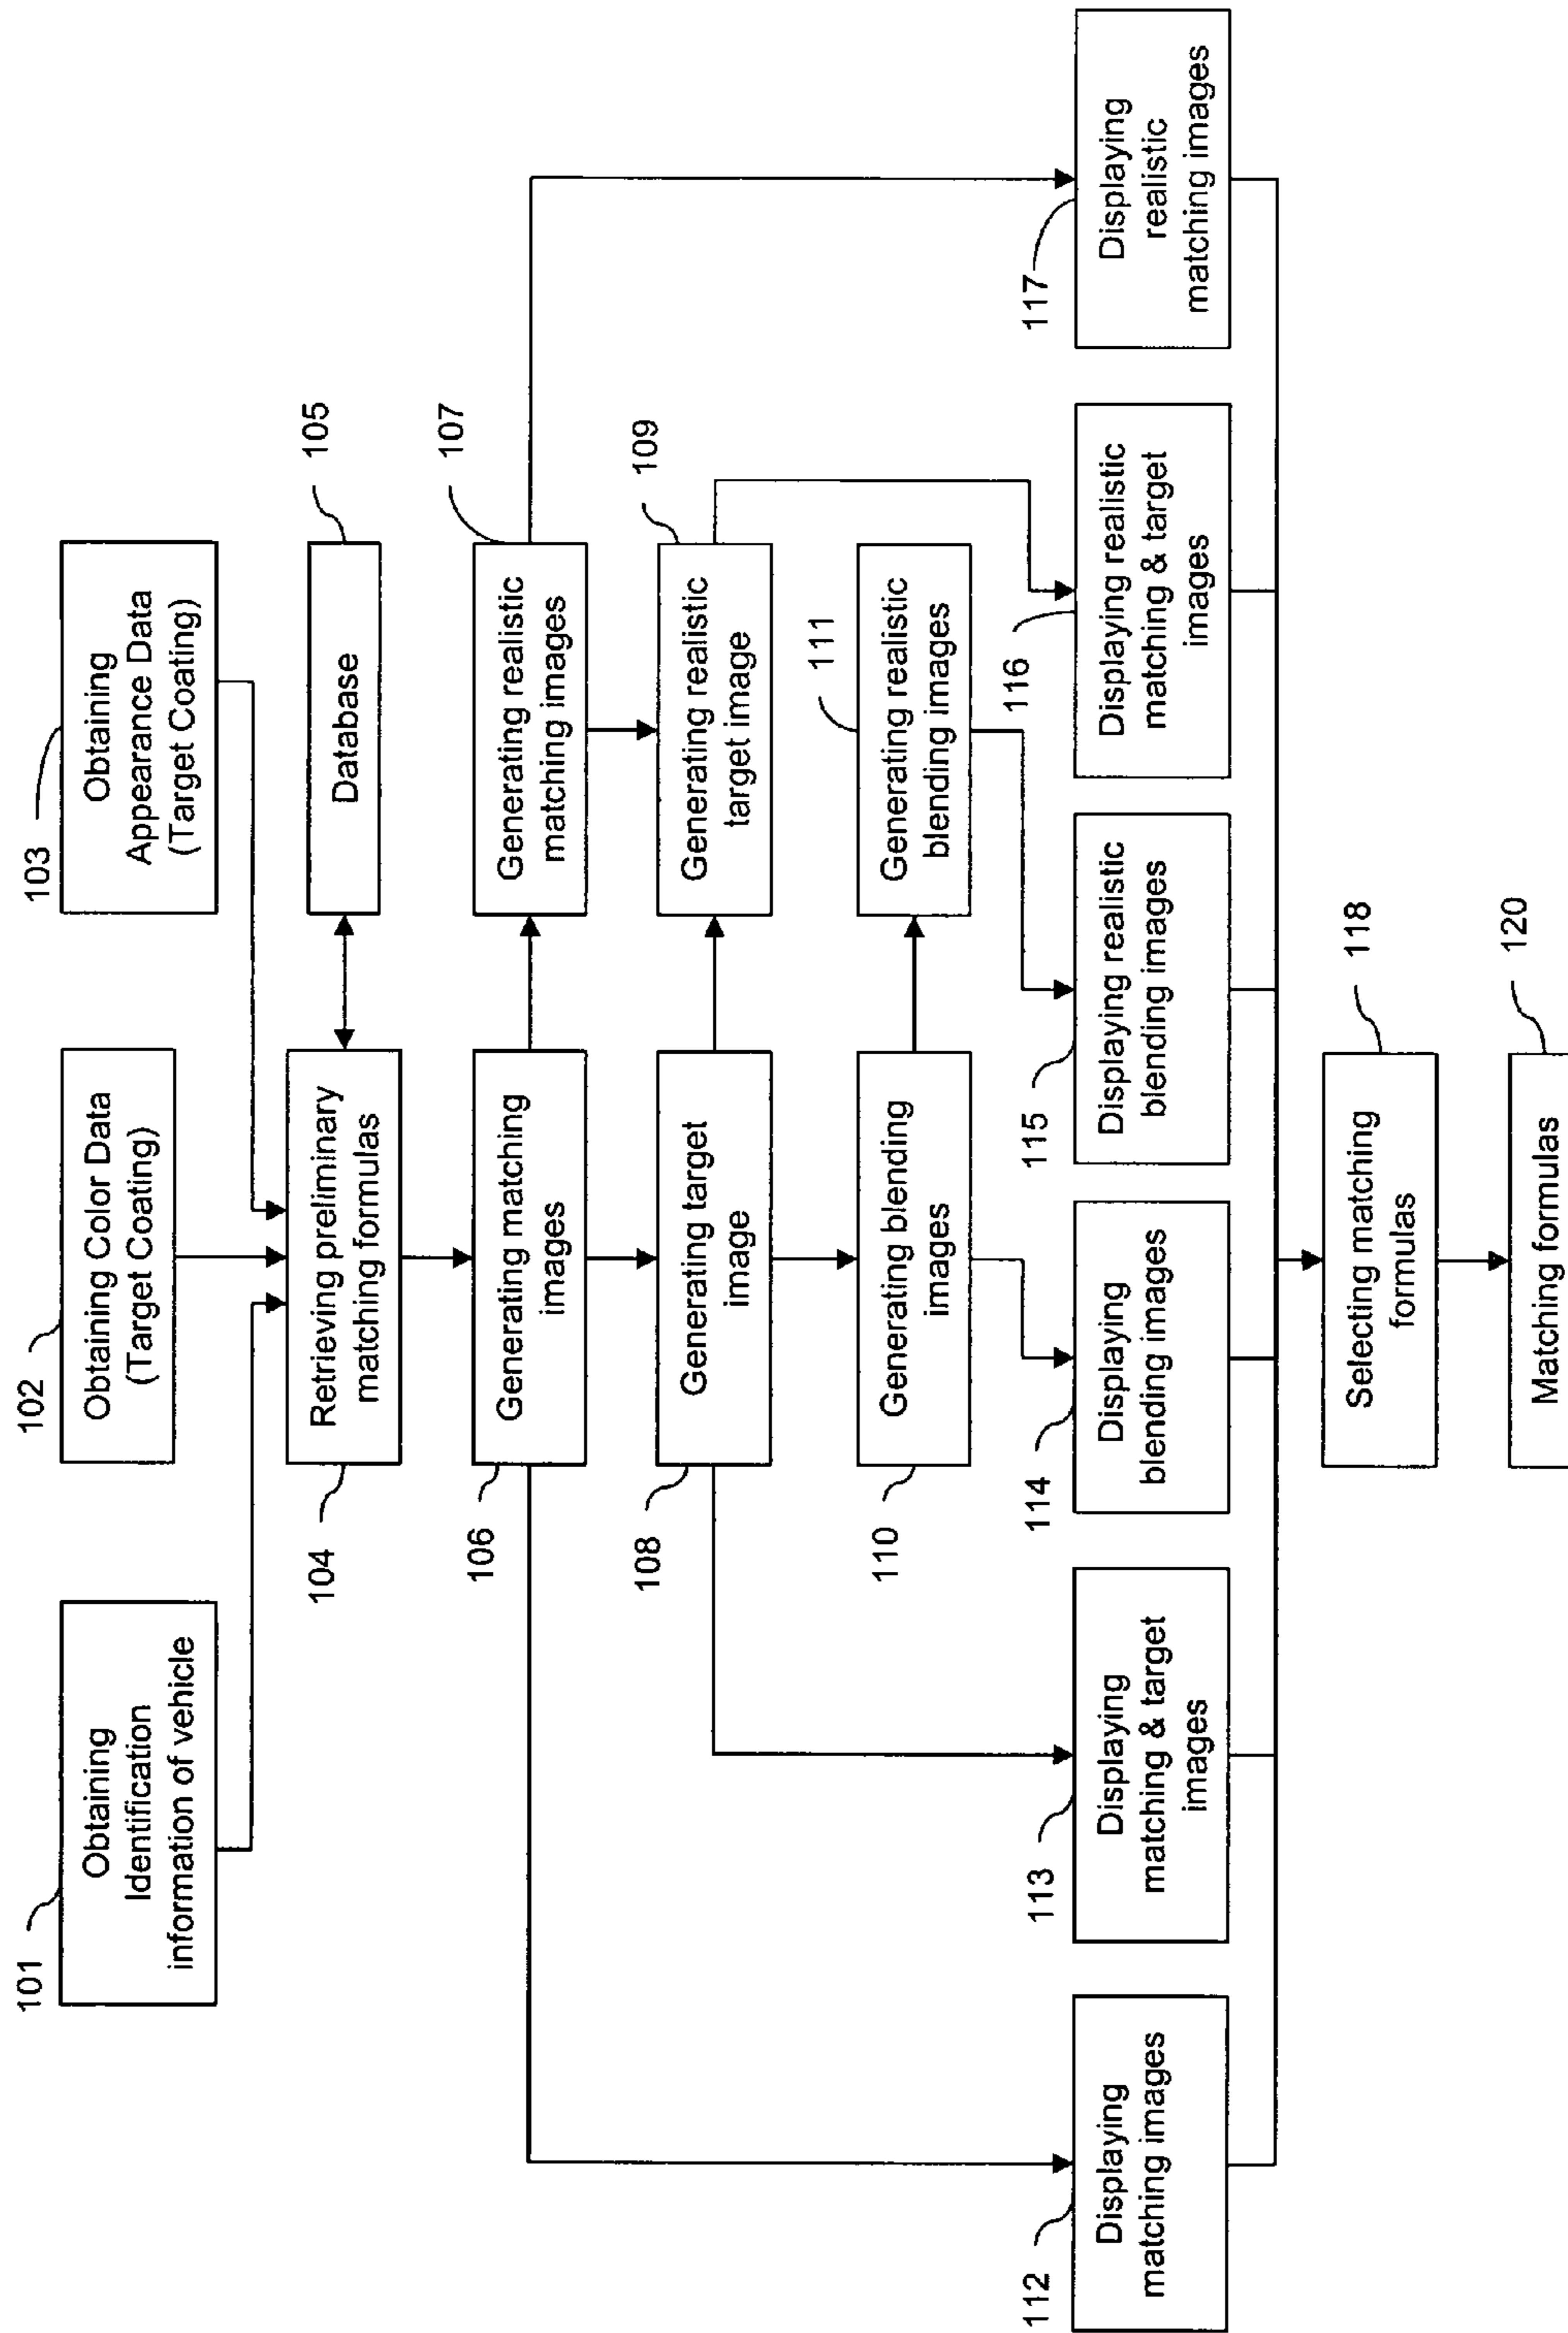 101
Obtaining
Identification
information of vehicle
102
Obtaining Color Data
(Target Coating)
103
Obtaining
Appearance Data
(Target Coating)
104
Retrieving preliminary
matching formulas
105
Database
106
Generating matching
images
107
Generating realistic
matching images
108
Generating target
image
109
Generating realistic
target image
110
Generating blending
images
111
Generating realistic
blending images
112
Displaying
matching images
113
Displaying
matching & target
images
114
Displaying
blending images
115
Displaying realistic
blending images
116
Displaying realistic
matching & target
images
117
Displaying
realistic
matching images
118
Selecting matching
formulas
120
Matching formulas